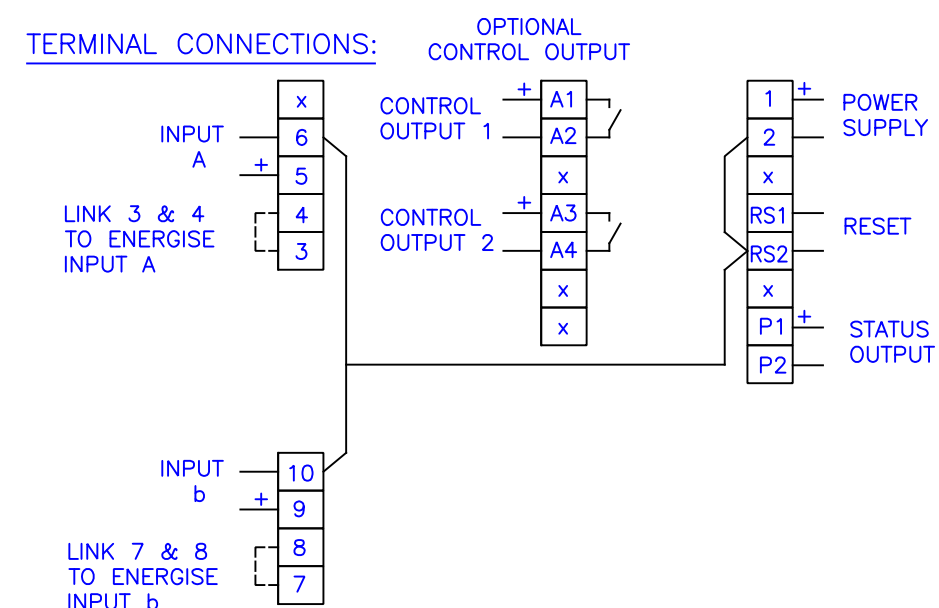 TERMINAL CONNECTIONS:
OPTIONAL
CONTROL OUTPUT
x
6
5
4
3
INPUT
A
+
LINK 3 & 4
TO ENERGISE
INPUT A
CONTROL
OUTPUT 1
+
A1
A2
x
CONTROL
OUTPUT 2
+
A3
A4
x
x
1
2
x
RS1
RS2
x
P1
P2
+
POWER
SUPPLY
RESET
+
STATUS
OUTPUT
INPUT
b
+
10
9
8
7
LINK 7 & 8
TO ENERGISE
INPUT b